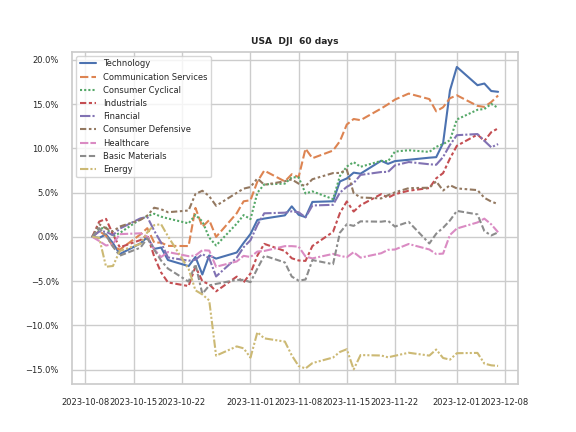 USA DJI 60 days
20.0%
15.0%
10.0%
5.0%
0.0%
−5.0%
−10.0%
−15.0%
Technology
Communication Services
Consumer Cyclical
Industrials
Financial
Consumer Defensive
Healthcare
Basic Materials
Energy
2023-10-08 2023-10-15 2023-10-22 2023-11-01 2023-11-08 2023-11-15 2023-11-22 2023-12-01 2023-12-08